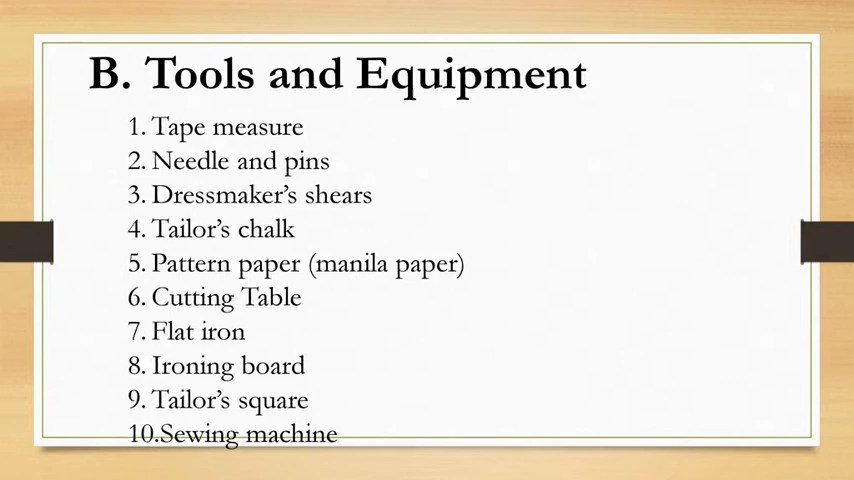 B. Tools and Equipment
1. Tape measure
2. Needle and pins
3. Dressmaker’s shears
4. Tailor’s chalk
5. Pattern paper (manila paper)
6. Cutting Table
7. Flat iron
8. Ironing board
9. Tailor’s square
10.Sewing machine